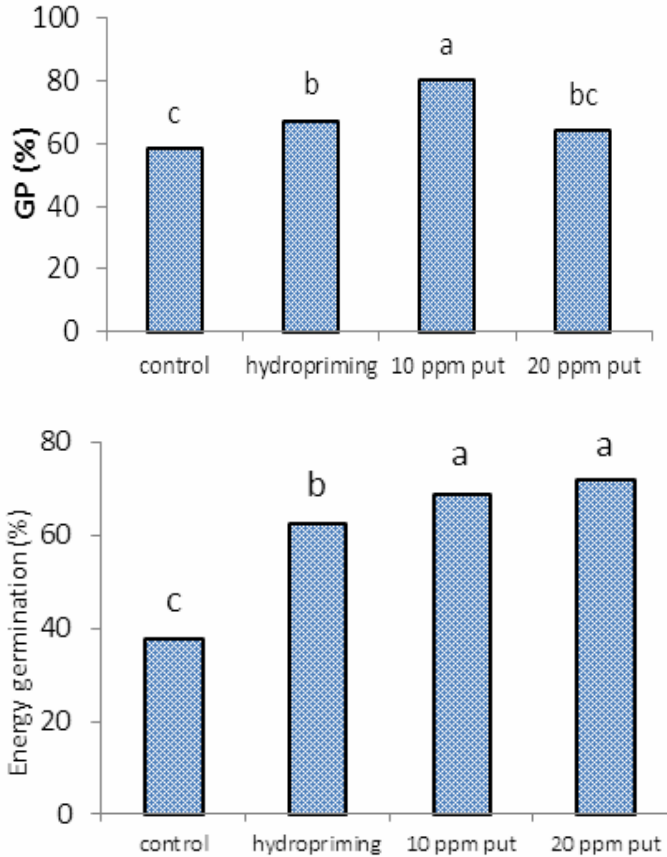 100
a
80
b
bc
c
60
GP (%)
40
20
0
control hydropriming 10 ppm put 20 ppm put
80
a
a
b
60
c
40
Energy germination (%)
20
0
control hydropriming 10 ppm put 20 ppm put